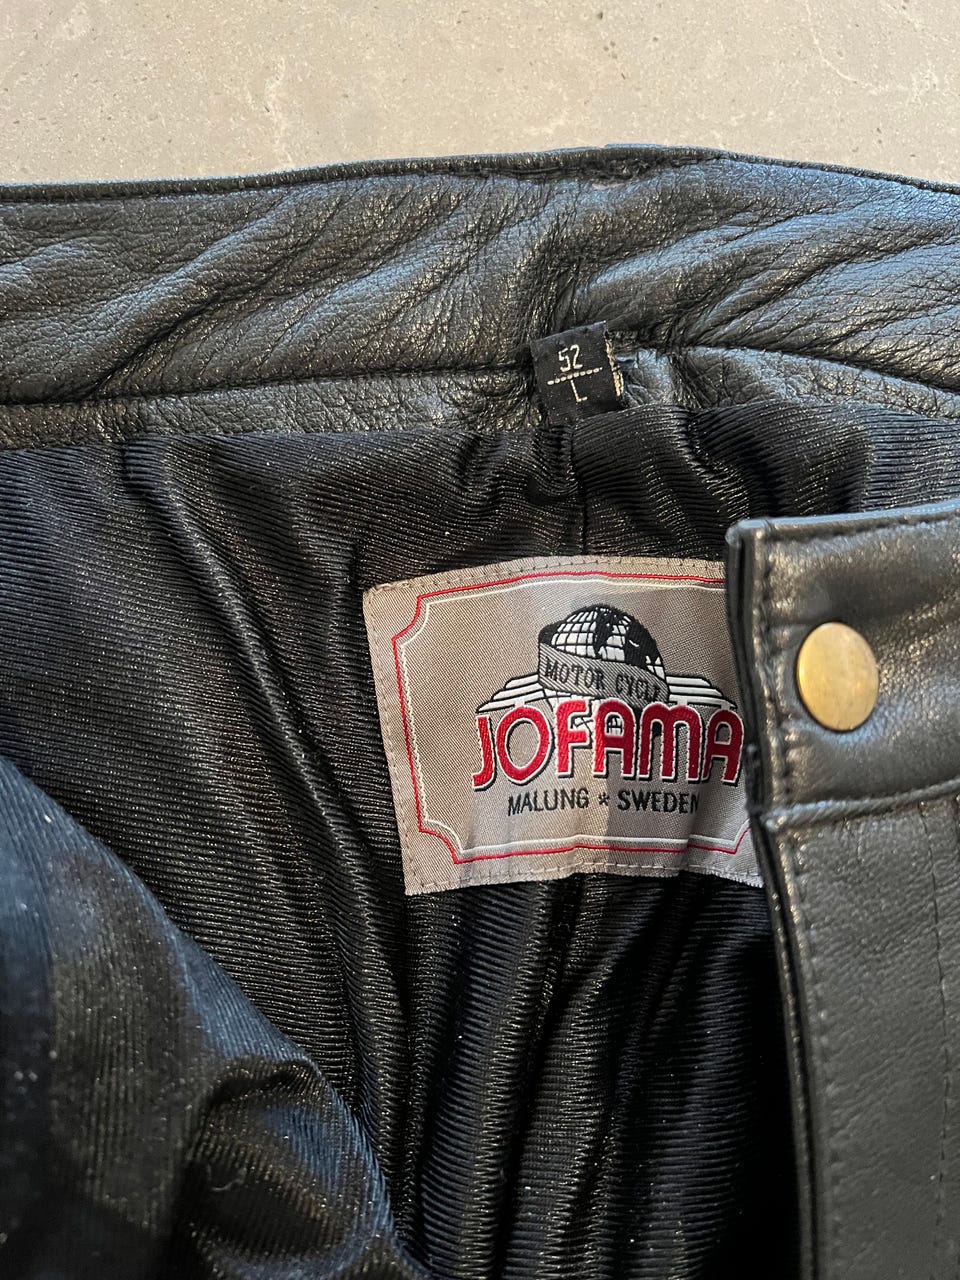 52
L
MOTOR CYCLE
JOFAMA
MALUNG * SWEDEN